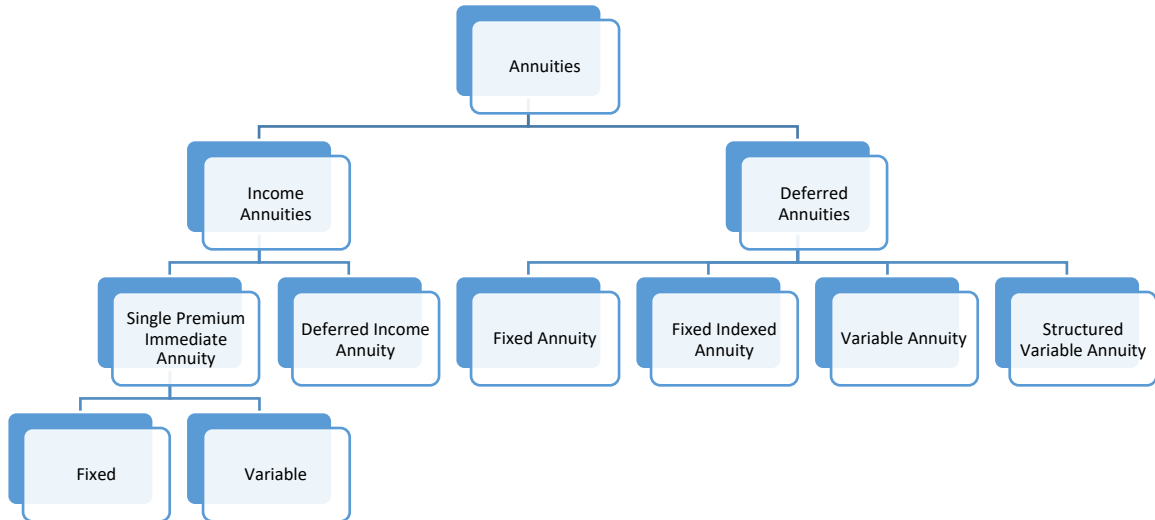 Annuities
Income
Annuities
Deferred
Annuities
Single Premium
Immediate
Annuity
Deferred Income
Annuity
Fixed Annuity
Fixed Indexed
Annuity
Variable Annuity
Structured
Variable Annuity
Fixed
Variable